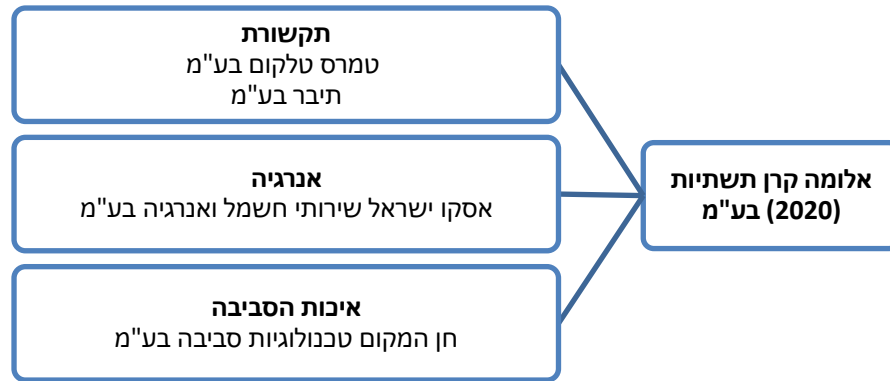 אלומה קרן תשתיות
(2020) בע"מ
תקשורת
טמרס טלקום בע"מ
תיבר בע"מ
אנרגיה
אסקו ישראל שירותי חשמל ואנרגיה בע"מ
איכות הסביבה
חן המקום טכנולוגיות סביבה בע"מ